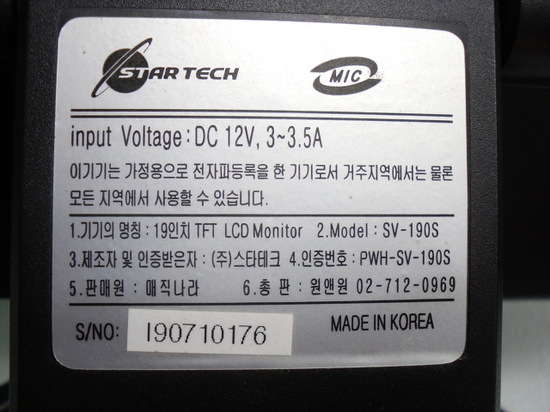 STAR TECH
MIC
input Voltage:DC 12V, 3~3.5A
이기기는 가정용으로 전자파등록을 한 기기로서 거주지역에서는 물론
모든 지역에서 사용할 수 있습니다.
1.기기의 명칭 : 19인치 TFT LCD Monitor 2.Model : SV-190S
3.제조자 및 인증받은자 : (주)스타테크 4.인증번호 : PWH-SV-190S
5.판매원 : 매직나라 6.총판 : 원앤원 02-712-0969
S/NO: I90710176 MADE IN KOREA